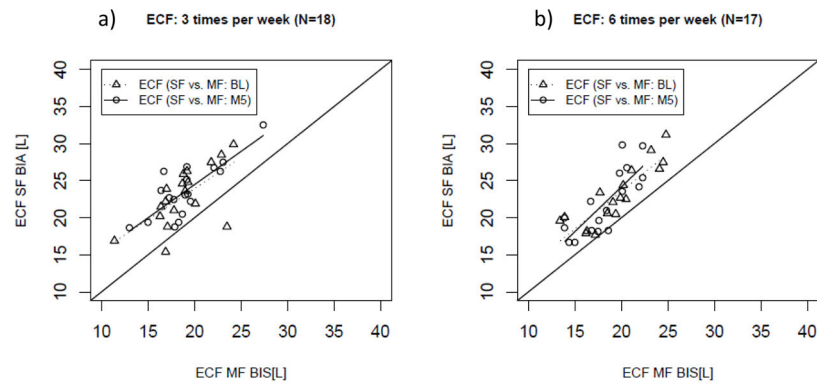 a) ECF: 3 times per week (N=18)
ECF (SF vs. MF: BL)
ECF (SF vs. MF: M5)
ECF SF BIA [L]
40
35
30
25
20
15
10
10 15 20 25 30 35 40
ECF MF BIS[L]
b) ECF: 6 times per week (N=17)
ECF (SF vs. MF: BL)
ECF (SF vs. MF: M5)
ECF SF BIA [L]
40
35
30
25
20
15
10
10 15 20 25 30 35 40
ECF MF BIS[L]